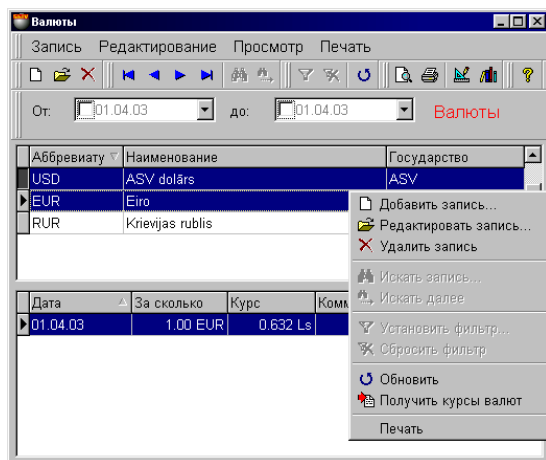 Валюты
Запись Редактирование Просмотр Печать
От: 01.04.03 до: 01.04.03 Валюты
Аббревиату Наименование Государство
USD ASV dolārs ASV
EUR Eiro
RUR Krievijas rublis
Добавить запись...
Редактировать запись...
Удалить запись
Искать запись...
Искать далее
Установить фильтр...
Сбросить фильтр
Обновить
Получить курсы валют
Печать
Дата За сколько Курс Комм
01.04.03 1.00 EUR 0.632 Ls